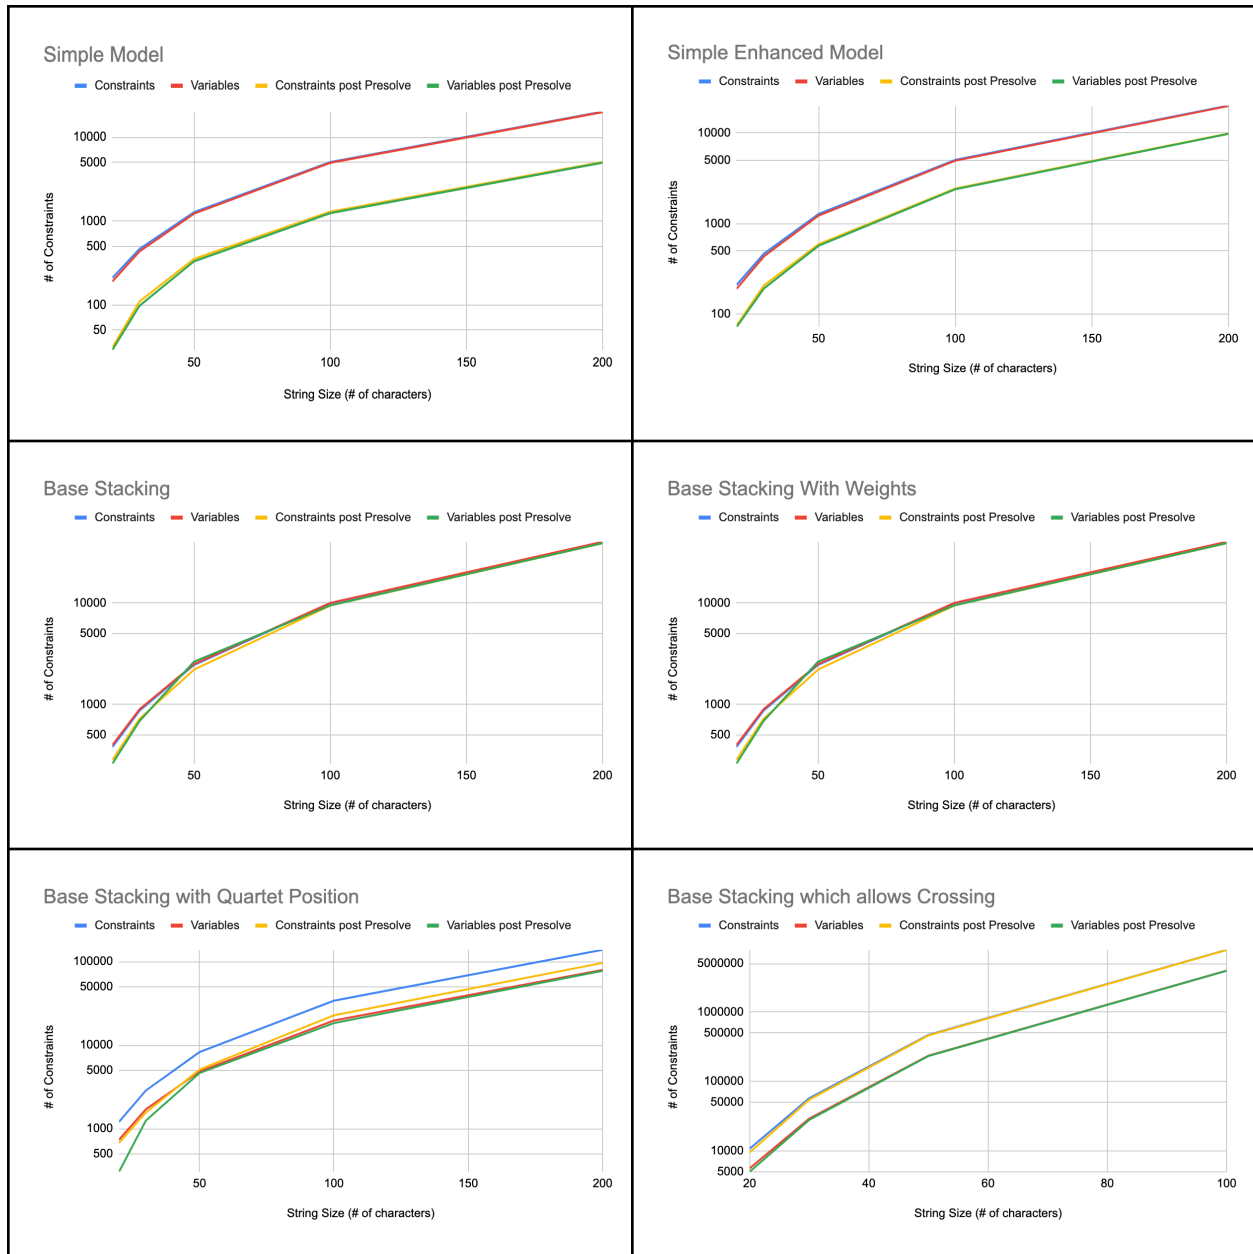 Simple Model
Constraints Variables Constraints post Presolve Variables post Presolve
10000
5000
1000
500
100
50
# of Constraints
50 100 150 200
String Size (# of characters)
Simple Enhanced Model
Constraints Variables Constraints post Presolve Variables post Presolve
10000
5000
1000
500
100
# of Constraints
50 100 150 200
String Size (# of characters)
Base Stacking
Constraints Variables Constraints post Presolve Variables post Presolve
10000
5000
1000
500
# of Constraints
50 100 150 200
String Size (# of characters)
Base Stacking With Weights
Constraints Variables Constraints post Presolve Variables post Presolve
10000
5000
1000
500
# of Constraints
50 100 150 200
String Size (# of characters)
Base Stacking with Quartet Position
Constraints Variables Constraints post Presolve Variables post Presolve
100000
50000
10000
5000
1000
500
# of Constraints
50 100 150 200
String Size (# of characters)
Base Stacking which allows Crossing
Constraints Variables Constraints post Presolve Variables post Presolve
5000000
1000000
500000
100000
50000
10000
5000
# of Constraints
20 40 60 80 100
String Size (# of characters)